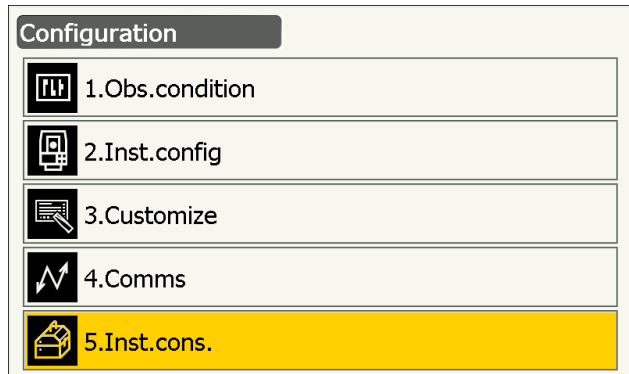 Configuration
1.Obs.condition
2.Inst.config
3.Customize
4.Comms
5.Inst.cons.